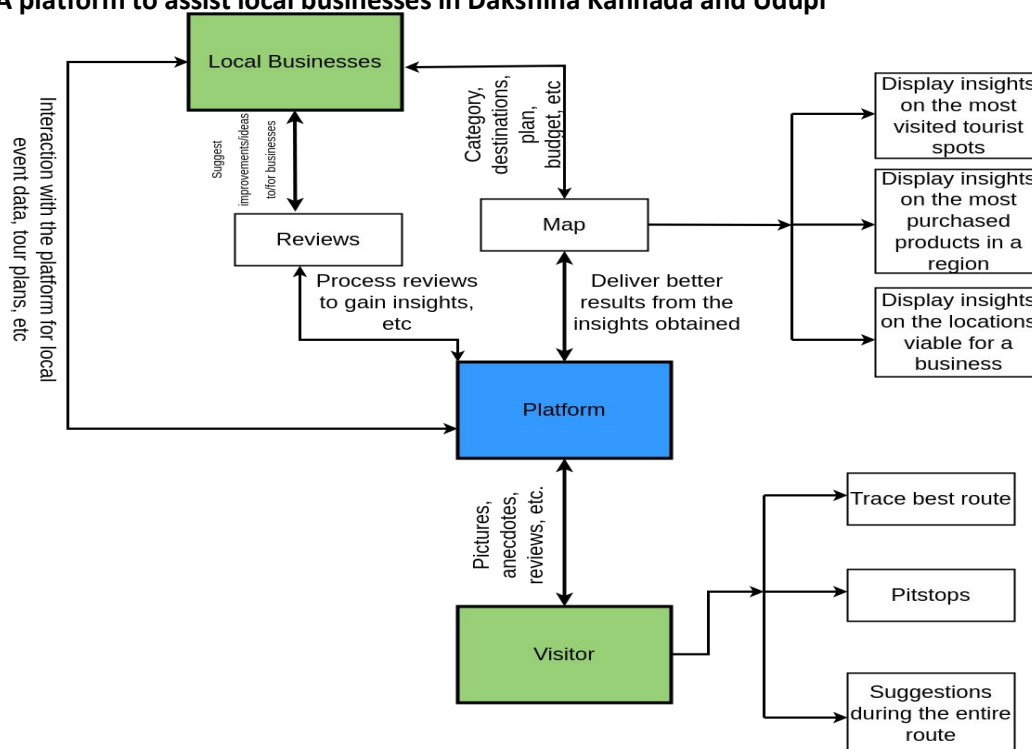 A platform to assist local businesses in Dakshina Kannada and Udupi
Local Businesses
Category,
destinations,
plan,
budget, etc
Display insights
on the most
visited tourist
spots
Suggest
improvements/ideas
to/for businesses
Interaction with the platform for local
event data, tour plans, etc
Display insights
on the most
purchased
products in a
region
Reviews
Map
Process reviews
to gain insights,
etc
Deliver better
results from the
insights obtained
Display insights
on the locations
viable for a
business
Platform
Pictures,
anecdotes,
reviews, etc.
Trace best route
Pitstops
Visitor
Suggestions
during the entire
route